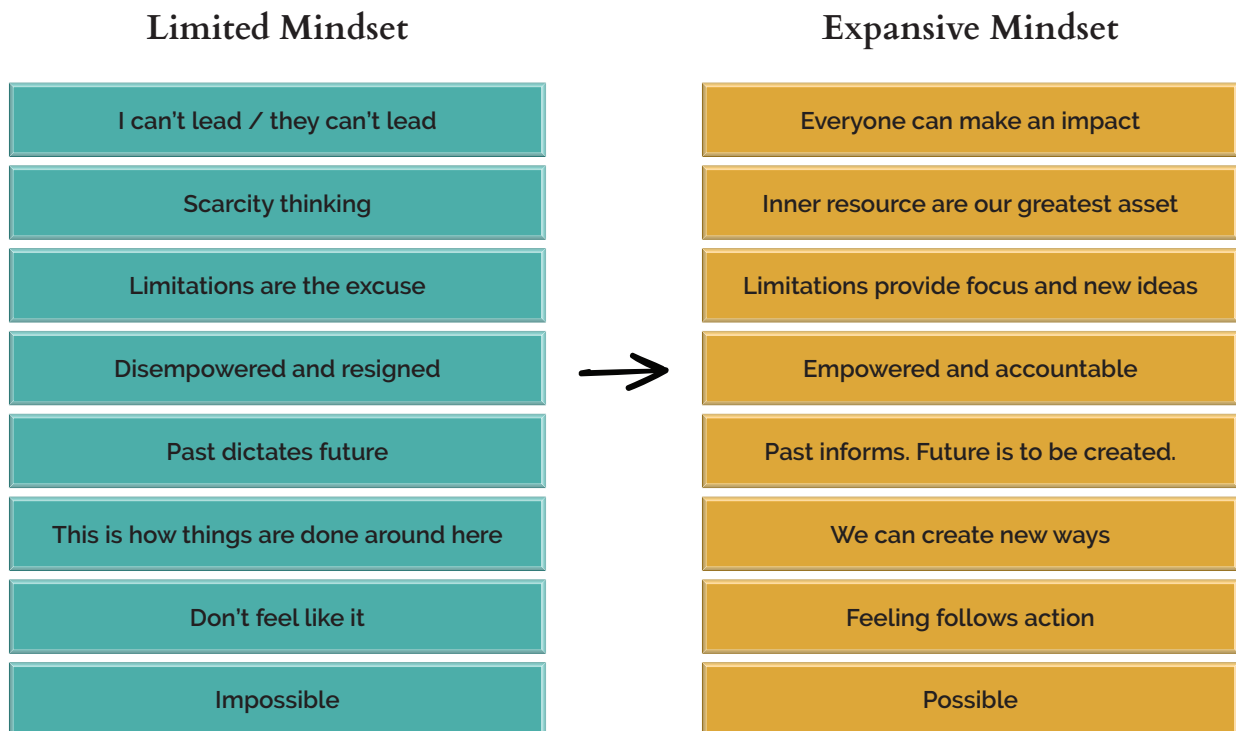 Limited Mindset
Expansive Mindset
I can’t lead / they can’t lead
Everyone can make an impact
Scarcity thinking
Inner resource are our greatest asset
Limitations are the excuse
Limitations provide focus and new ideas
Disempowered and resigned
Empowered and accountable
Past dictates future
Past informs. Future is to be created.
This is how things are done around here
We can create new ways
Don’t feel like it
Feeling follows action
Impossible
Possible